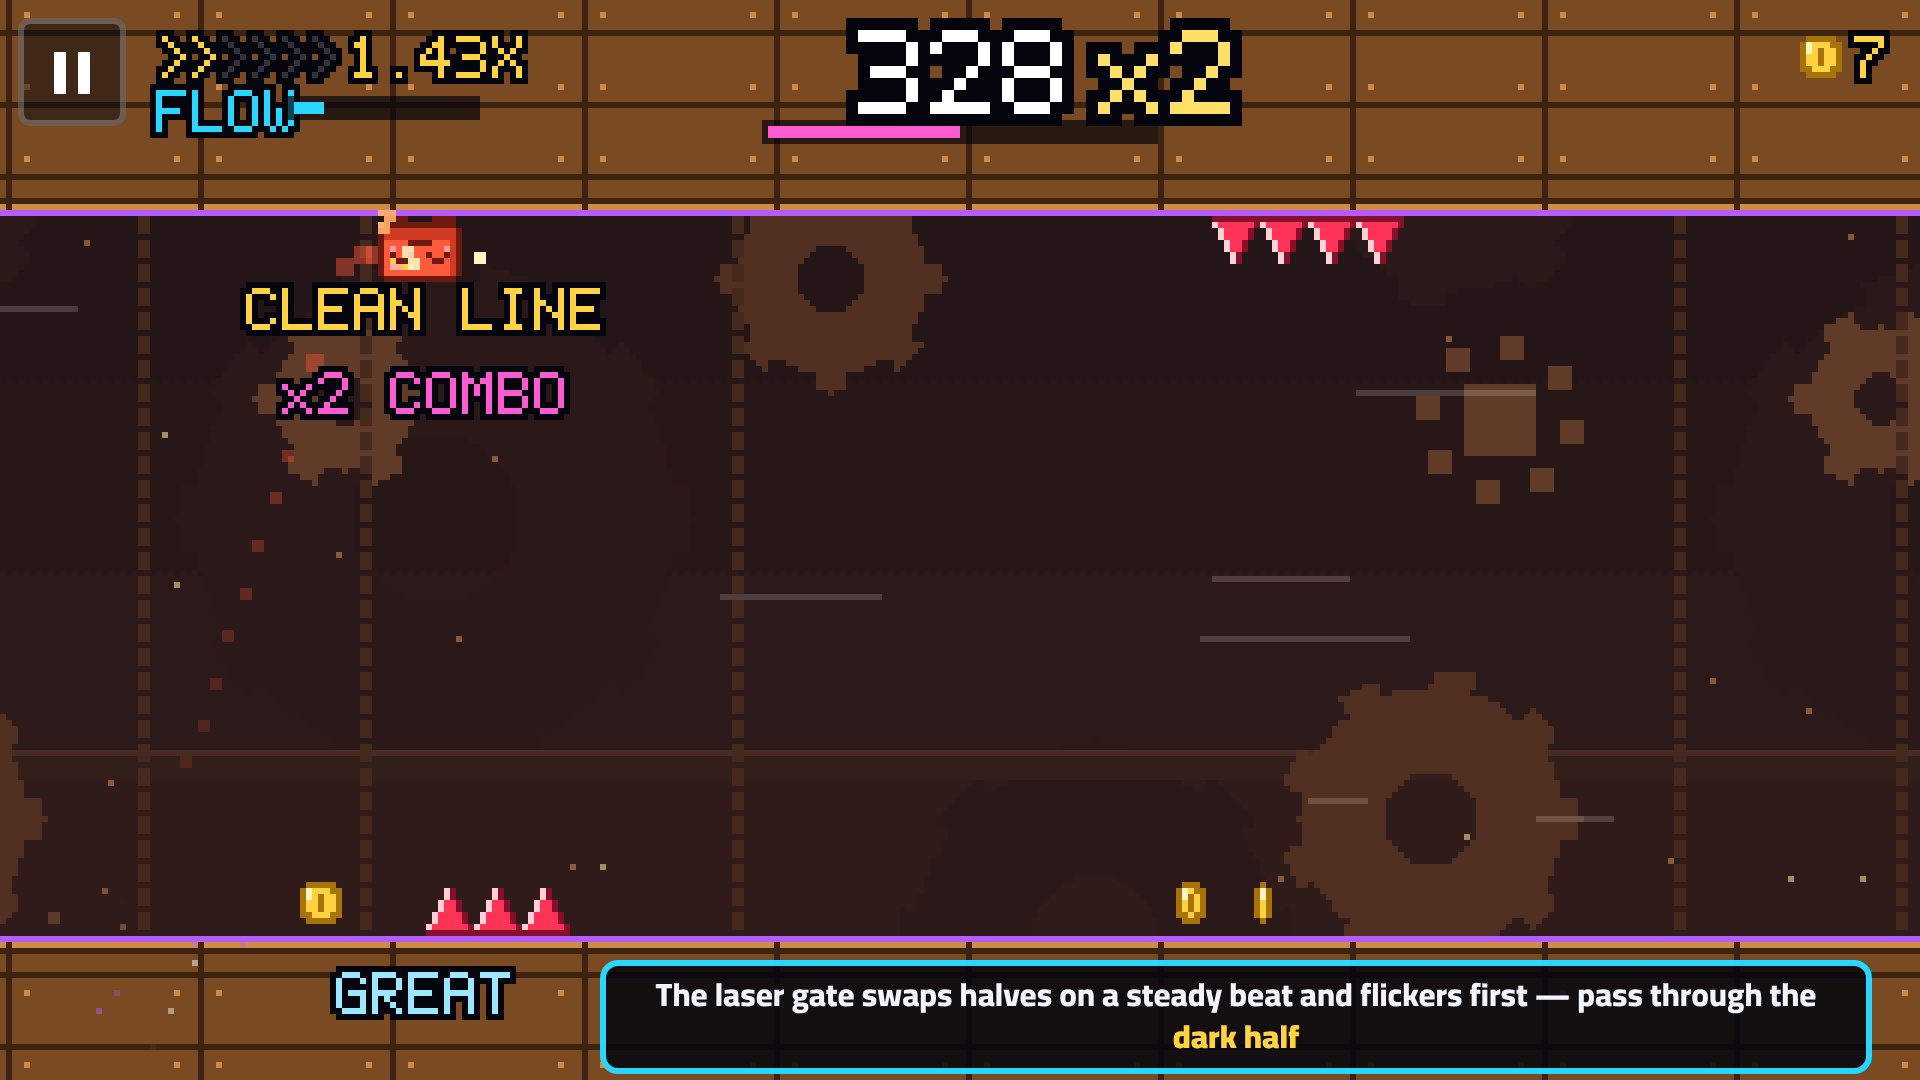 1.43X
328 x2
7
FLOW
CLEAN LINE
x2 COMBO
GREAT
The laser gate swaps halves on a steady beat and flickers first — pass through the
dark half